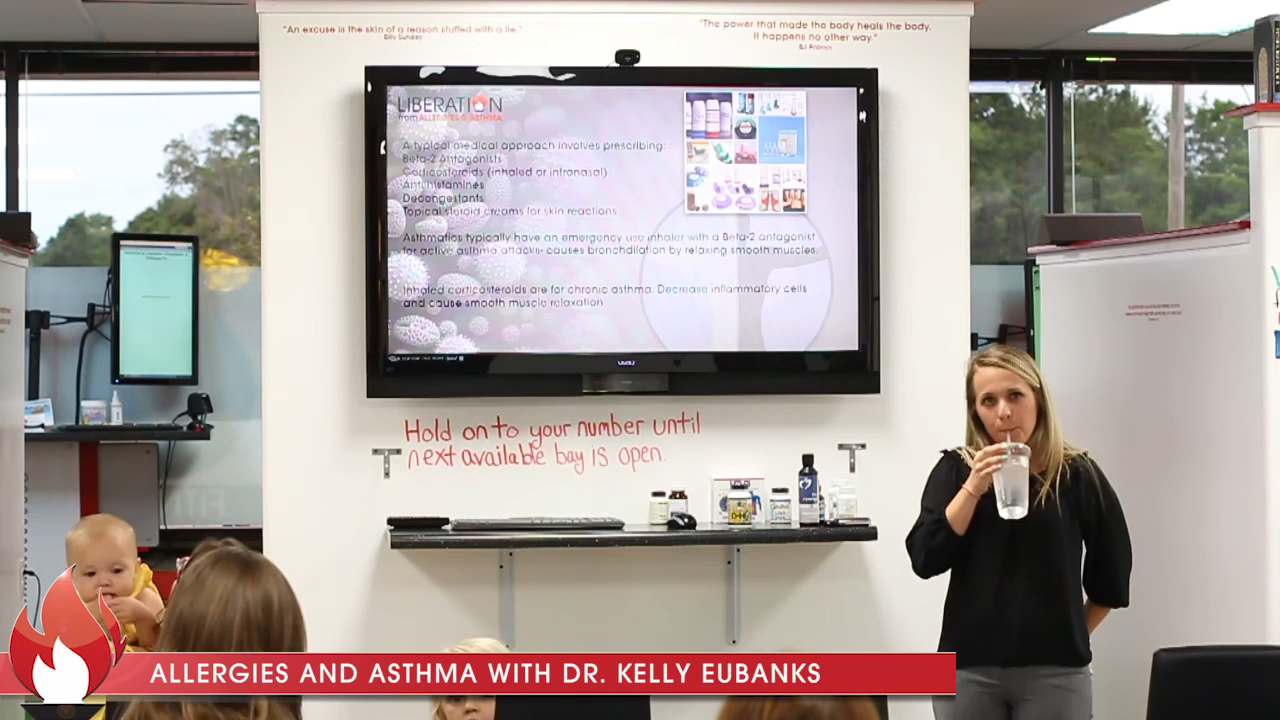 "An excuse is the skin of a reason stuffed with a lie."
Billy Sunday
"The power that made the body heals the body.
It happens no other way."
BJ Palmer
LIBERATION
from ALLERGIES & ASTHMA
A typical medical approach involves prescribing:
Beta-2 Antagonists
Corticosteroids (inhaled or intranasal)
Anti histamines
Decongestants
Topical steroid creams for skin reactions
Asthmatics typically have an emergency use inhaler with a Beta-2 antagonist
for active asthma attacks- causes bronchdilation by relaxing smooth muscles.
Inhaled corticosteroids are for chronic asthma. Decrease inflammatory cells
and cause smooth muscle relaxation
Hold on to your number until
next available bay is open.
ALLERGIES AND ASTHMA WITH DR. KELLY EUBANKS